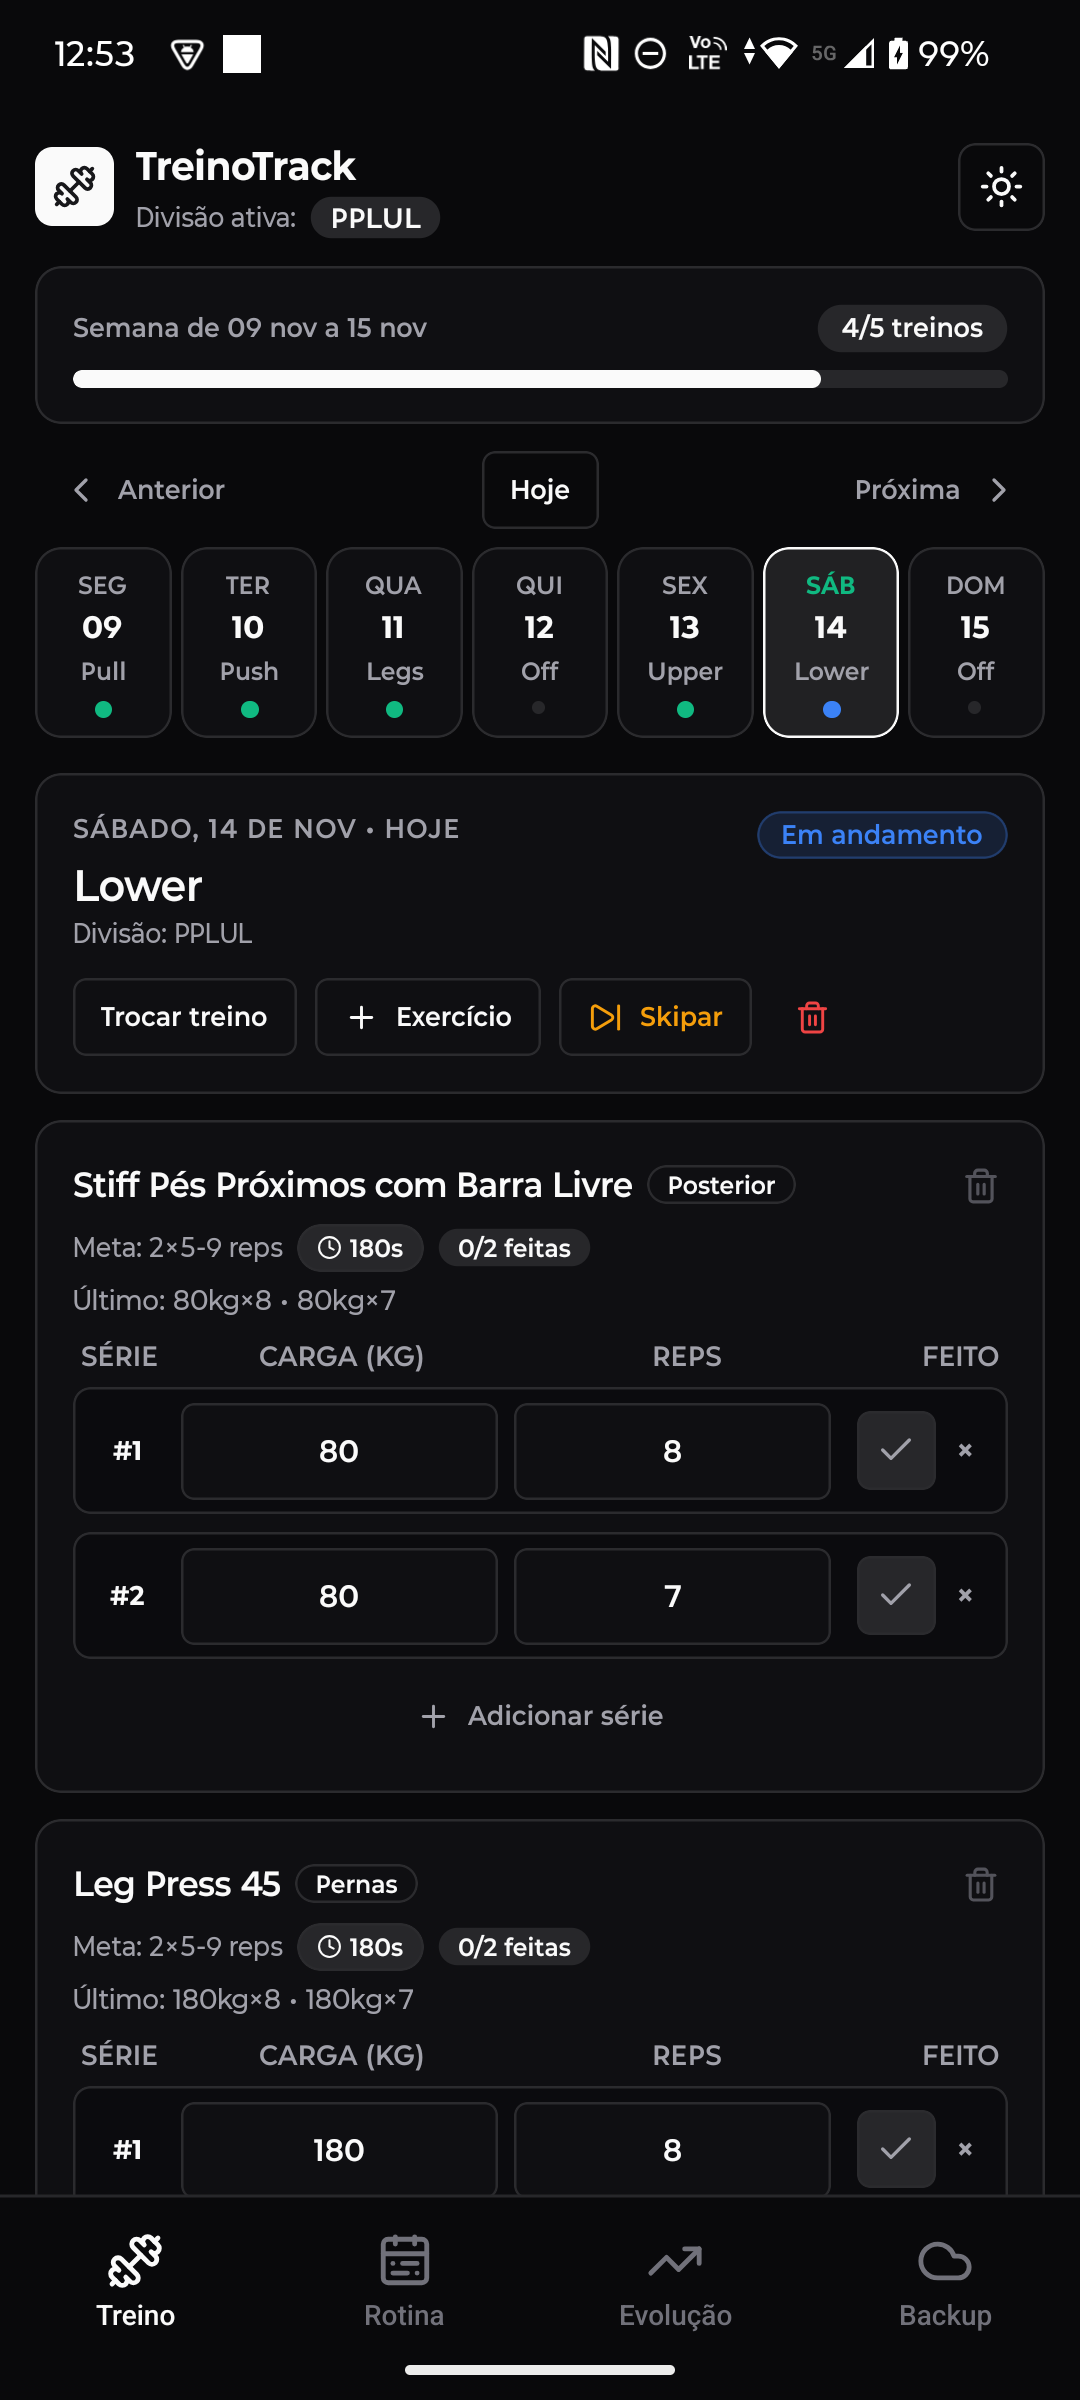 12:53 Vo LTE 5G 99%
TreinoTrack
Divisão ativa: PPLUL
Semana de 09 nov a 15 nov 4/5 treinos
Anterior Hoje Próxima
SEG TER QUA QUI SEX SÁB DOM
09 10 11 12 13 14 15
Pull Push Legs Off Upper Lower Off
SÁBADO, 14 DE NOV • HOJE Em andamento
Lower
Divisão: PPLUL
Trocar treino + Exercício Skipar
Stiff Pés Próximos com Barra Livre Posterior
Meta: 2×5-9 reps 180s 0/2 feitas
Último: 80kg×8 • 80kg×7
SÉRIE CARGA (KG) REPS FEITO
#1 80 8 ×
#2 80 7 ×
+ Adicionar série
Leg Press 45 Pernas
Meta: 2×5-9 reps 180s 0/2 feitas
Último: 180kg×8 • 180kg×7
SÉRIE CARGA (KG) REPS FEITO
#1 180 8 ×
Treino Rotina Evolução Backup